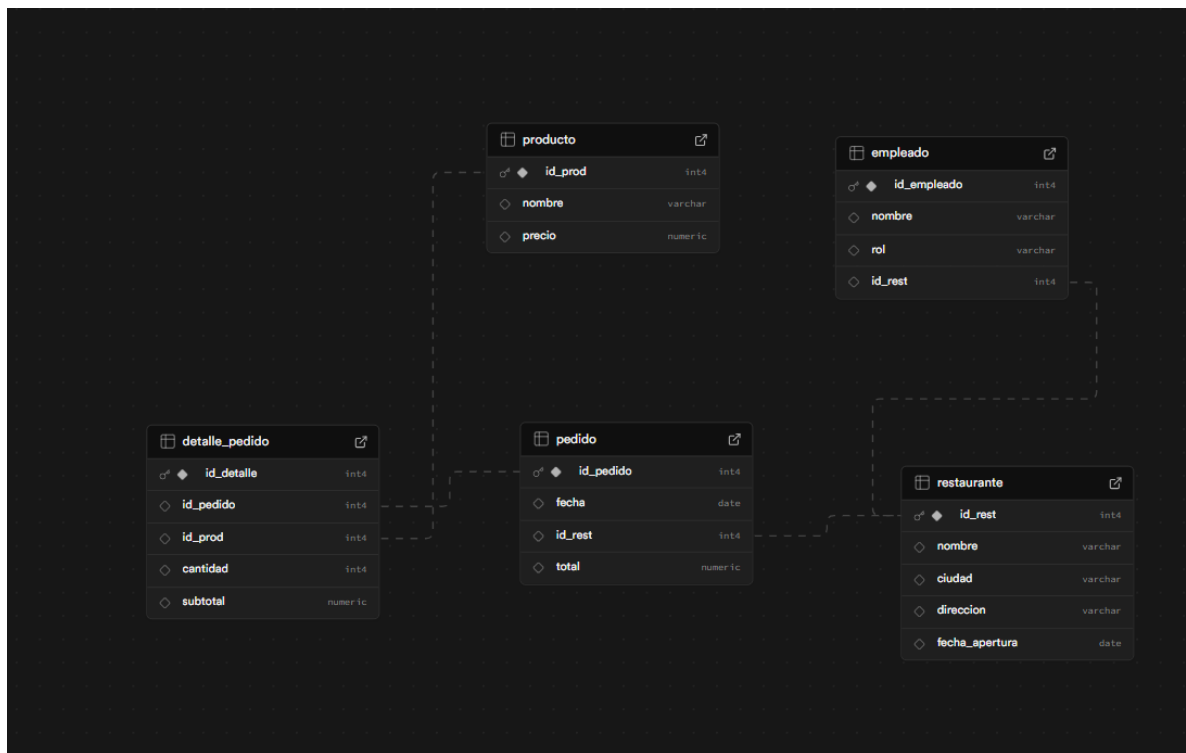 producto
id_prod int4
nombre varchar
precio numeric
empleado
id_empleado int4
nombre varchar
rol varchar
id_rest int4
detalle_pedido
id_detalle int4
id_pedido int4
id_prod int4
cantidad int4
subtotal numeric
pedido
id_pedido int4
fecha date
id_rest int4
total numeric
restaurante
id_rest int4
nombre varchar
ciudad varchar
direccion varchar
fecha_apertura date